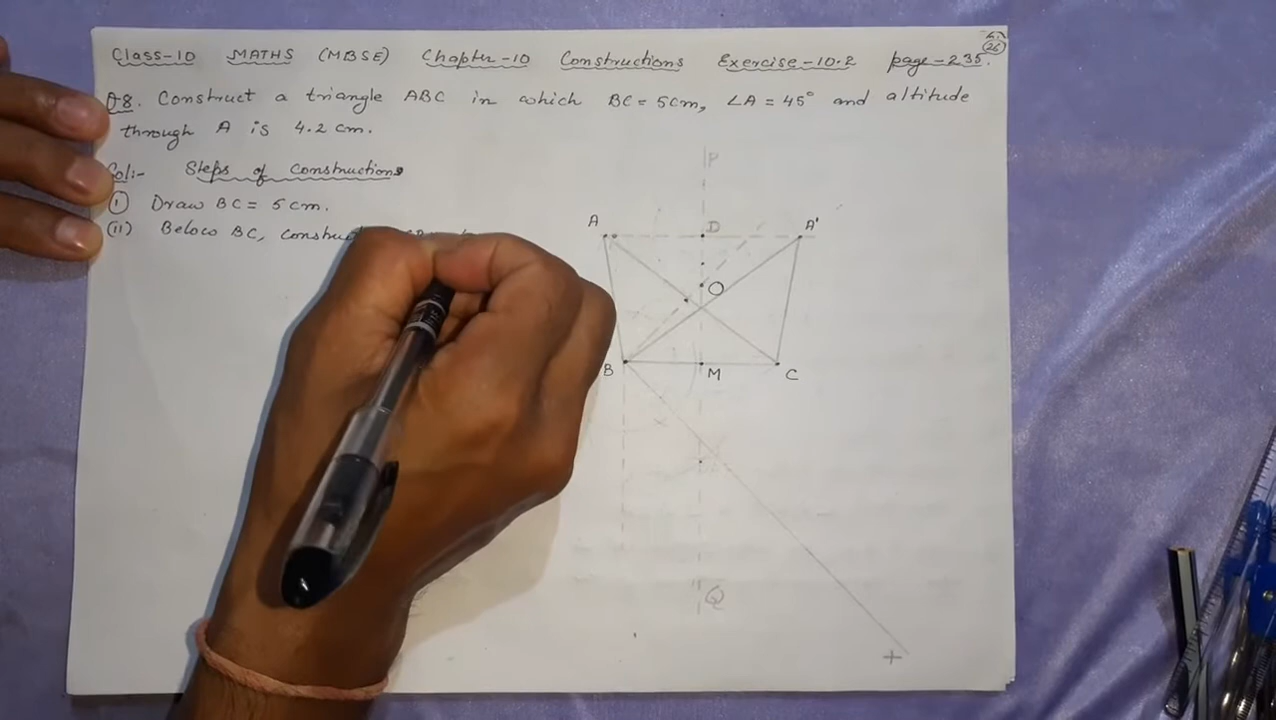 26
Class-10 MATHS (MBSE) Chapter-10 Constructions Exercise-10.2 page-235.
Q8. Construct a triangle ABC in which BC = 5cm, ∠A = 45° and altitude
through A is 4.2 cm.
Sol:- Steps of Constructions
(i) Draw BC = 5 cm.
(ii) Below BC,
P
A D A'
O
B M C
Q